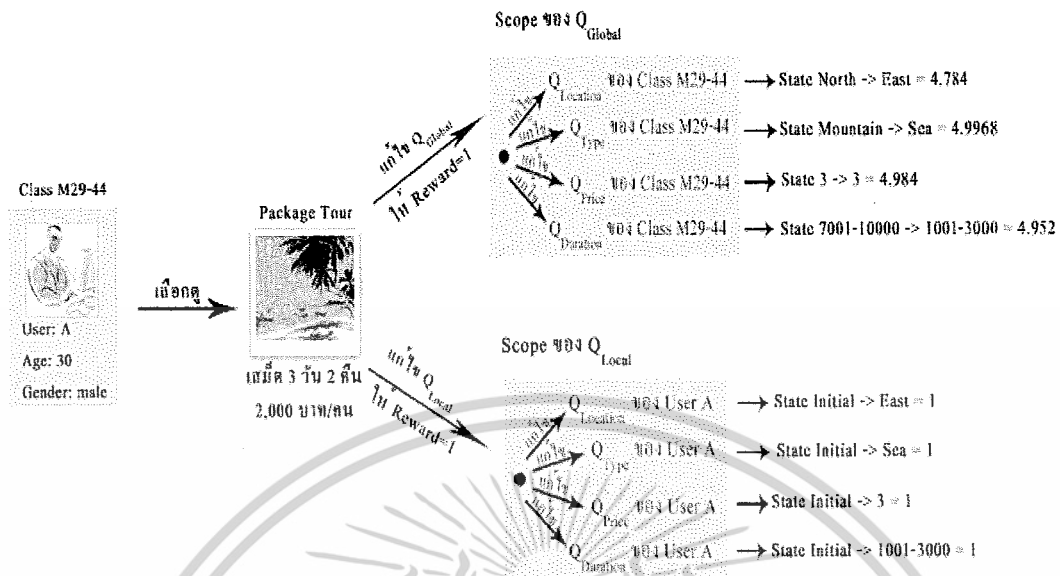 Scope ของ Q Global
Q Location ของ Class M29-44 → State North -> East = 4.784
Q Type ของ Class M29-44 → State Mountain -> Sea = 4.9968
Q Price ของ Class M29-44 → State 3 -> 3 = 4.984
Q Duration ของ Class M29-44 → State 7001-10000 -> 1001-3000 = 4.952
แก้ไข
แก้ไข
แก้ไข
แก้ไข
แก้ไข Q Global
ให้ Reward=1
Class M29-44
User: A
Age: 30
Gender: male
เลือกดู
Package Tour
เสม็ด 3 วัน 2 คืน
2,000 บาท/คน
แก้ไข Q Local
ให้ Reward=1
Scope ของ Q Local
Q Location ของ User A → State Initial -> East = 1
Q Type ของ User A → State Initial -> Sea = 1
Q Price ของ User A → State Initial -> 3 = 1
Q Duration ของ User A → State Initial -> 1001-3000 = 1
แก้ไข
แก้ไข
แก้ไข
แก้ไข